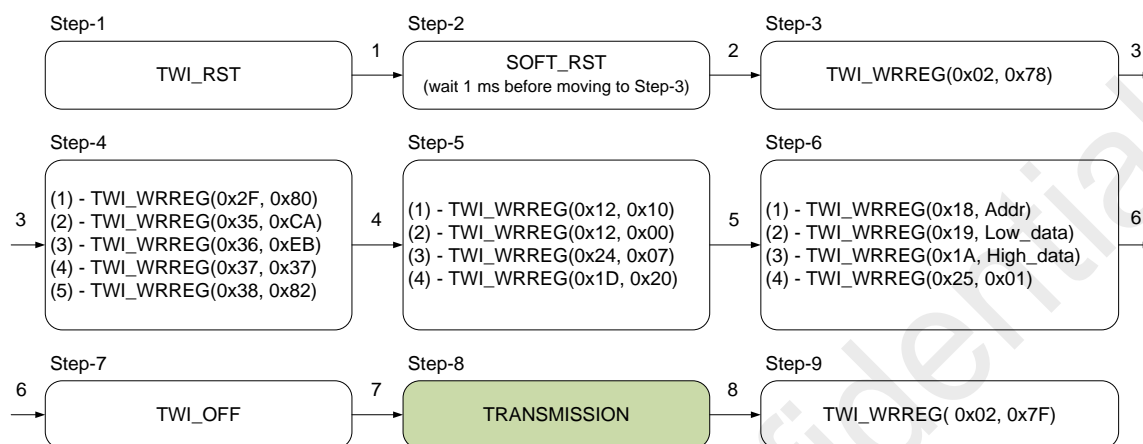 Step-1
Step-2
Step-3
TWI_RST
1
SOFT_RST
(wait 1 ms before moving to Step-3)
2
TWI_WRREG(0x02, 0x78)
3
Step-4
Step-5
Step-6
3
(1) - TWI_WRREG(0x2F, 0x80)
(2) - TWI_WRREG(0x35, 0xCA)
(3) - TWI_WRREG(0x36, 0xEB)
(4) - TWI_WRREG(0x37, 0x37)
(5) - TWI_WRREG(0x38, 0x82)
4
(1) - TWI_WRREG(0x12, 0x10)
(2) - TWI_WRREG(0x12, 0x00)
(3) - TWI_WRREG(0x24, 0x07)
(4) - TWI_WRREG(0x1D, 0x20)
5
(1) - TWI_WRREG(0x18, Addr)
(2) - TWI_WRREG(0x19, Low_data)
(3) - TWI_WRREG(0x1A, High_data)
(4) - TWI_WRREG(0x25, 0x01)
6
Step-7
Step-8
Step-9
6
TWI_OFF
7
TRANSMISSION
8
TWI_WRREG( 0x02, 0x7F)
fidential